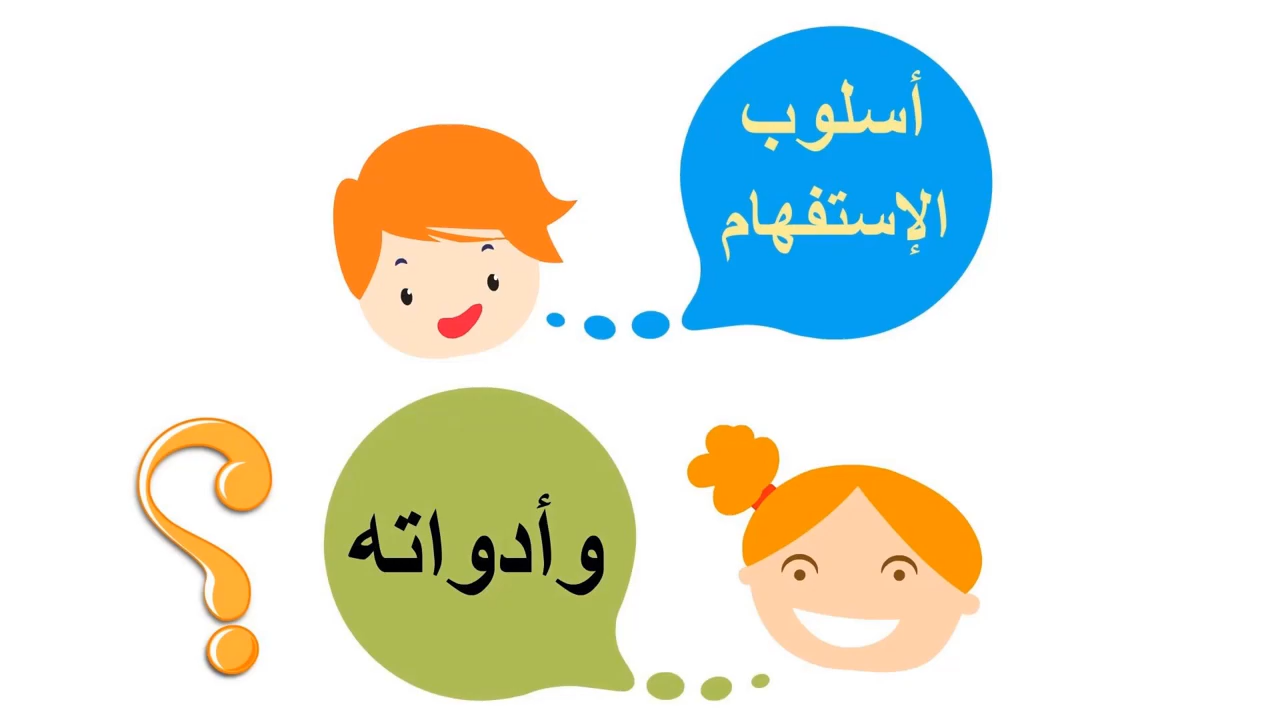 أسلوب
الإستفهام
وأدواته
؟